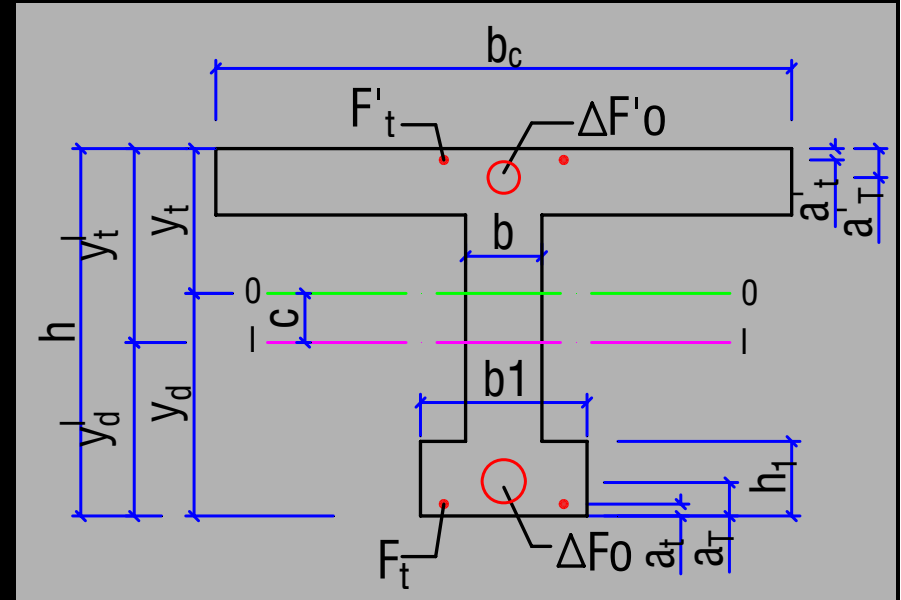 bc
F't
ΔF'o
a't
a'T
b
h
y't
yt
0
0
c
I
I
b1
y'd
yd
h1
Ft
ΔFo
at
aT